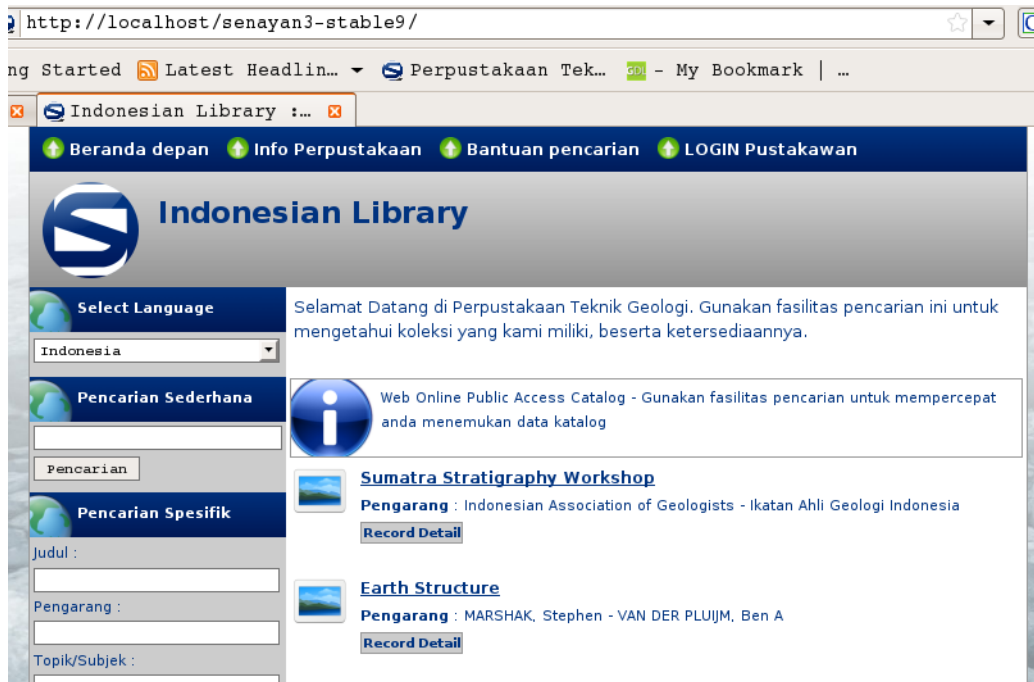 http://localhost/senayan3-stable9/
ng Started Latest Headlin… Perpustakaan Tek… GDL - My Bookmark | …
Indonesian Library :…
Beranda depan Info Perpustakaan Bantuan pencarian LOGIN Pustakawan
Indonesian Library
Select Language
Indonesia
Pencarian Sederhana
Pencarian
Pencarian Spesifik
Judul :
Pengarang :
Topik/Subjek :
Selamat Datang di Perpustakaan Teknik Geologi. Gunakan fasilitas pencarian ini untuk
mengetahui koleksi yang kami miliki, beserta ketersediaannya.
Web Online Public Access Catalog - Gunakan fasilitas pencarian untuk mempercepat
anda menemukan data katalog
Sumatra Stratigraphy Workshop
Pengarang : Indonesian Association of Geologists - Ikatan Ahli Geologi Indonesia
Record Detail
Earth Structure
Pengarang : MARSHAK, Stephen - VAN DER PLUIJM, Ben A
Record Detail